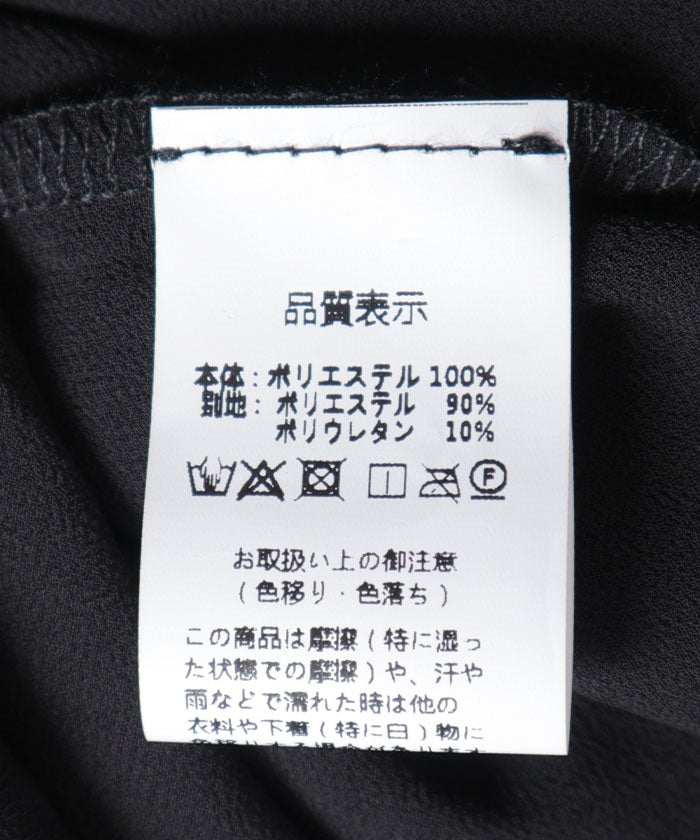 品質表示
本体：ポリエステル 100%
別地：ポリエステル 90%
ポリウレタン 10%
F
お取扱い上の御注意
(色移り・色落ち)
この商品は摩擦(特に湿っ
た状態での摩擦)や、汗や
雨などで濡れた時は他の
衣料や下着(特に白)物に